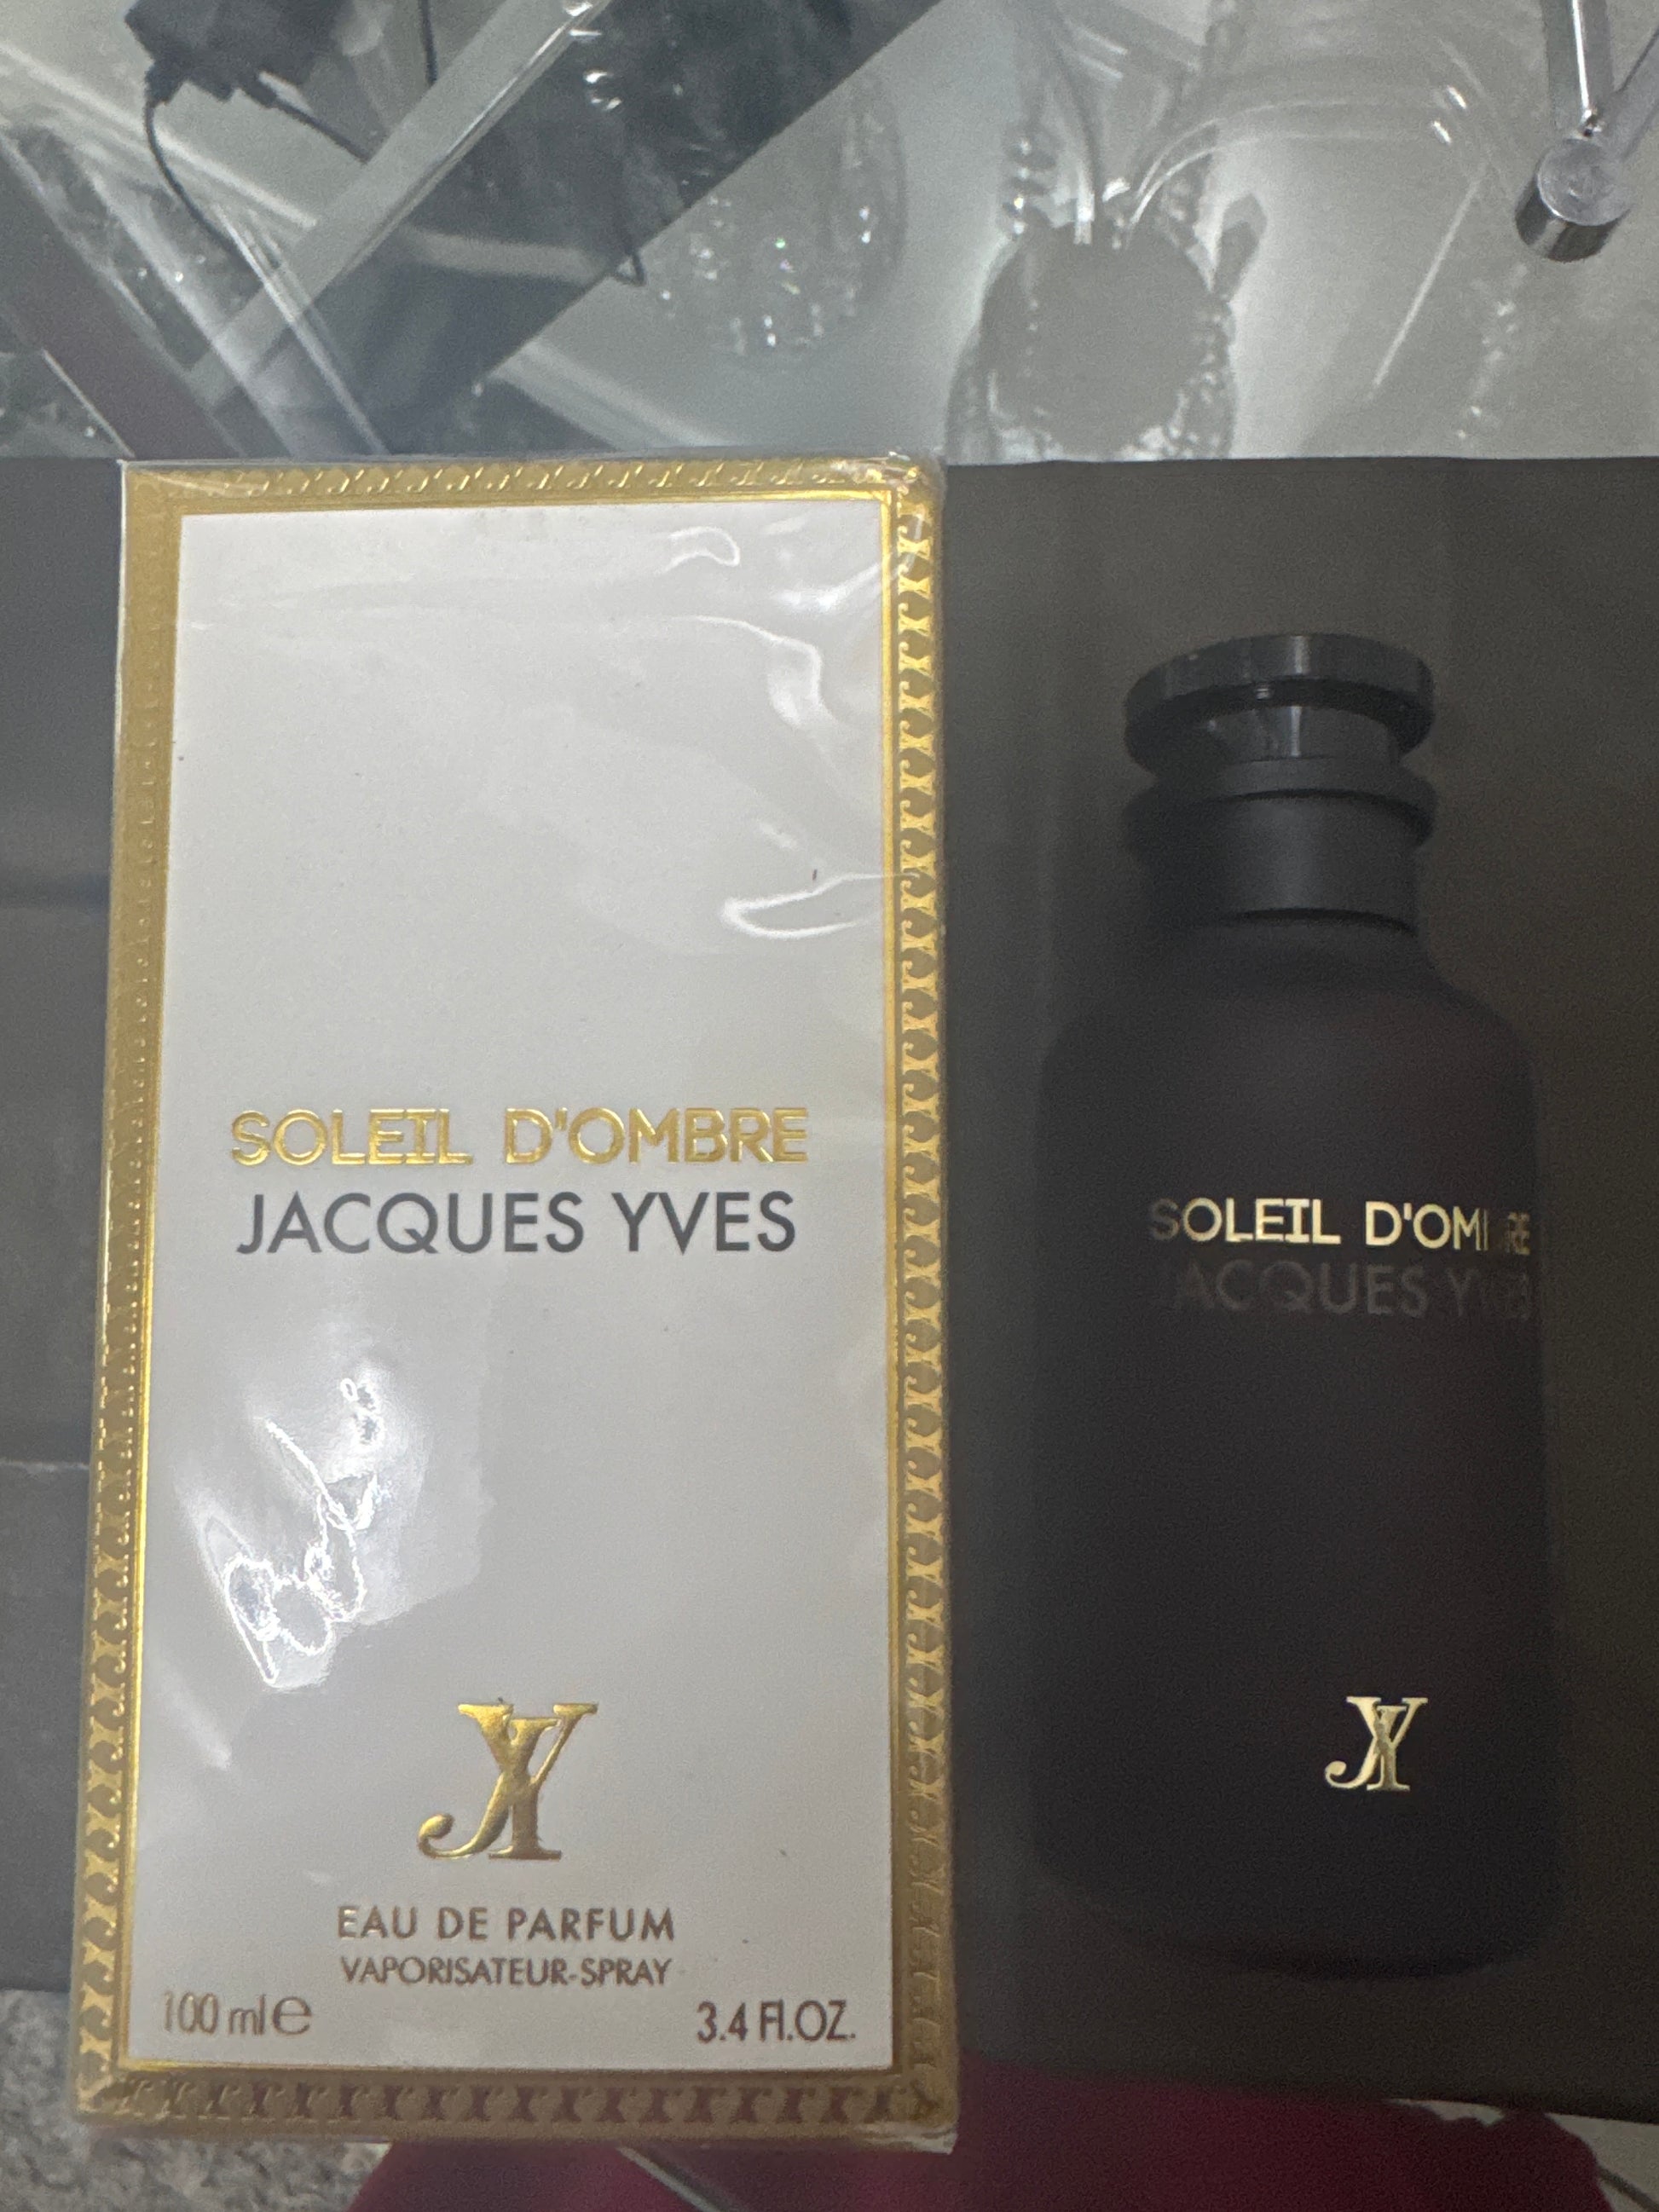 SOLEIL D'OMBRE
JACQUES YVES
JY
EAU DE PARFUM
VAPORISATEUR-SPRAY
100 ml e
3.4 Fl.OZ.
SOLEIL D'OMBRE
JACQUES YVES
JY